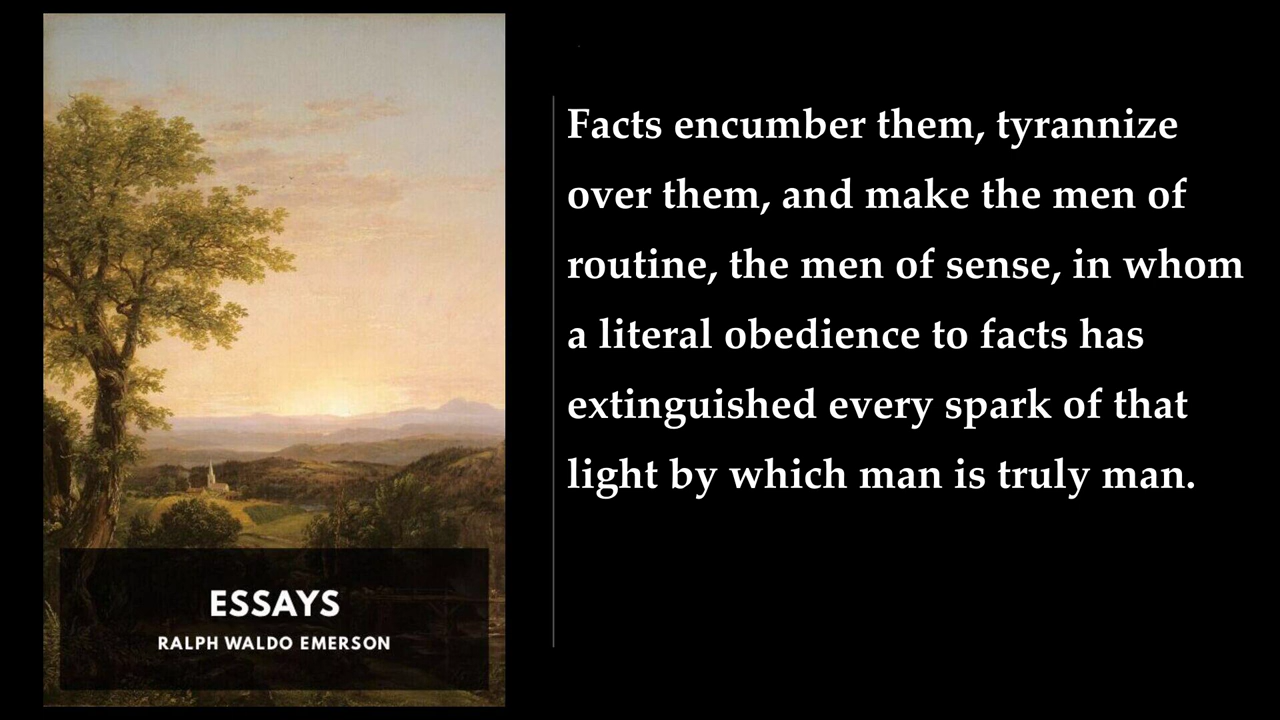 ESSAYS
RALPH WALDO EMERSON
Facts encumber them, tyrannize
over them, and make the men of
routine, the men of sense, in whom
a literal obedience to facts has
extinguished every spark of that
light by which man is truly man.